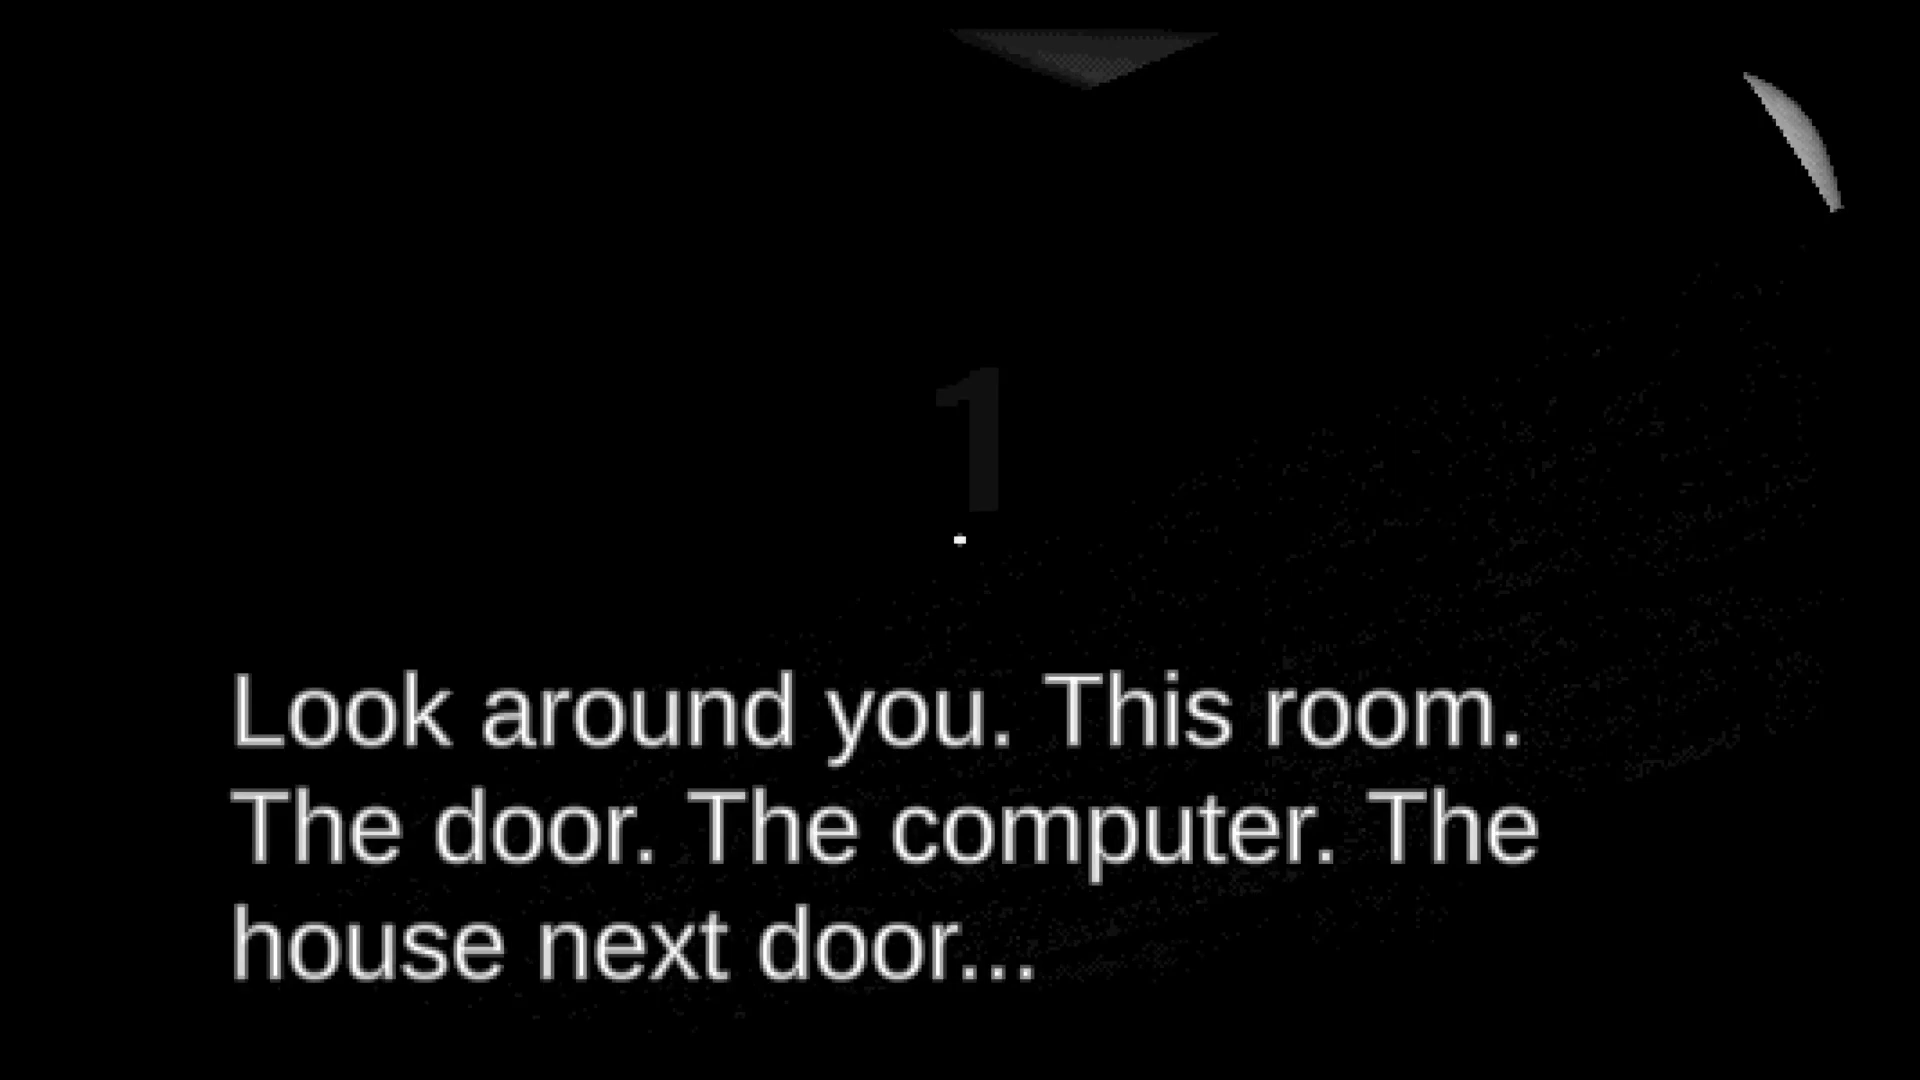 1
Look around you. This room.
The door. The computer. The
house next door...